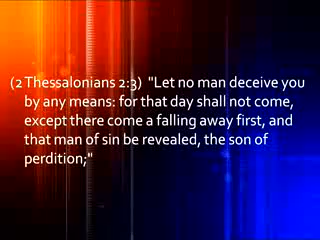 (2 Thessalonians 2:3)  "Let no man deceive you
by any means: for that day shall not come,
except there come a falling away first, and
that man of sin be revealed, the son of
perdition;"